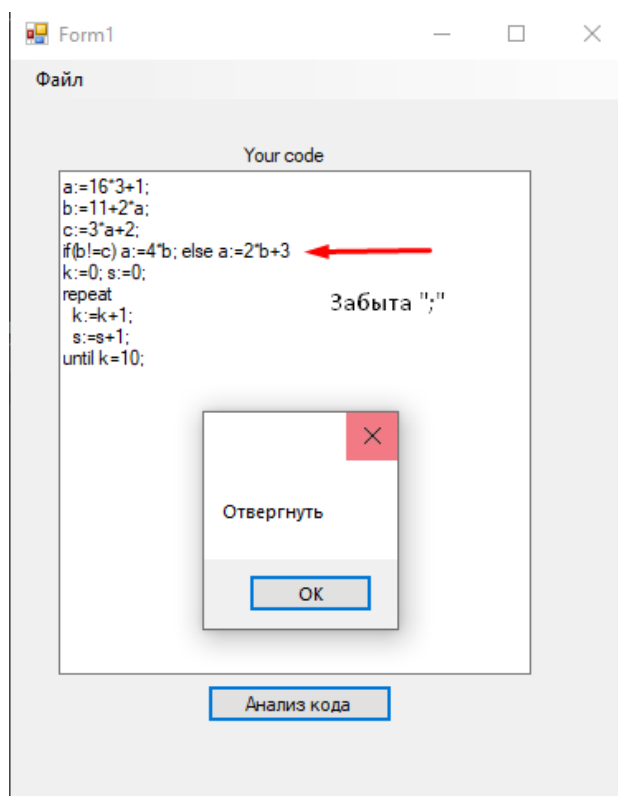 Form1
Файл
Your code
a:=16*3+1;
b:=11+2*a;
c:=3*a+2;
if(b!=c) a:=4*b; else a:=2*b+3
k:=0; s:=0;
repeat
k:=k+1;
s:=s+1;
until k=10;
Забыта ";"
Отвергнуть
OK
Анализ кода